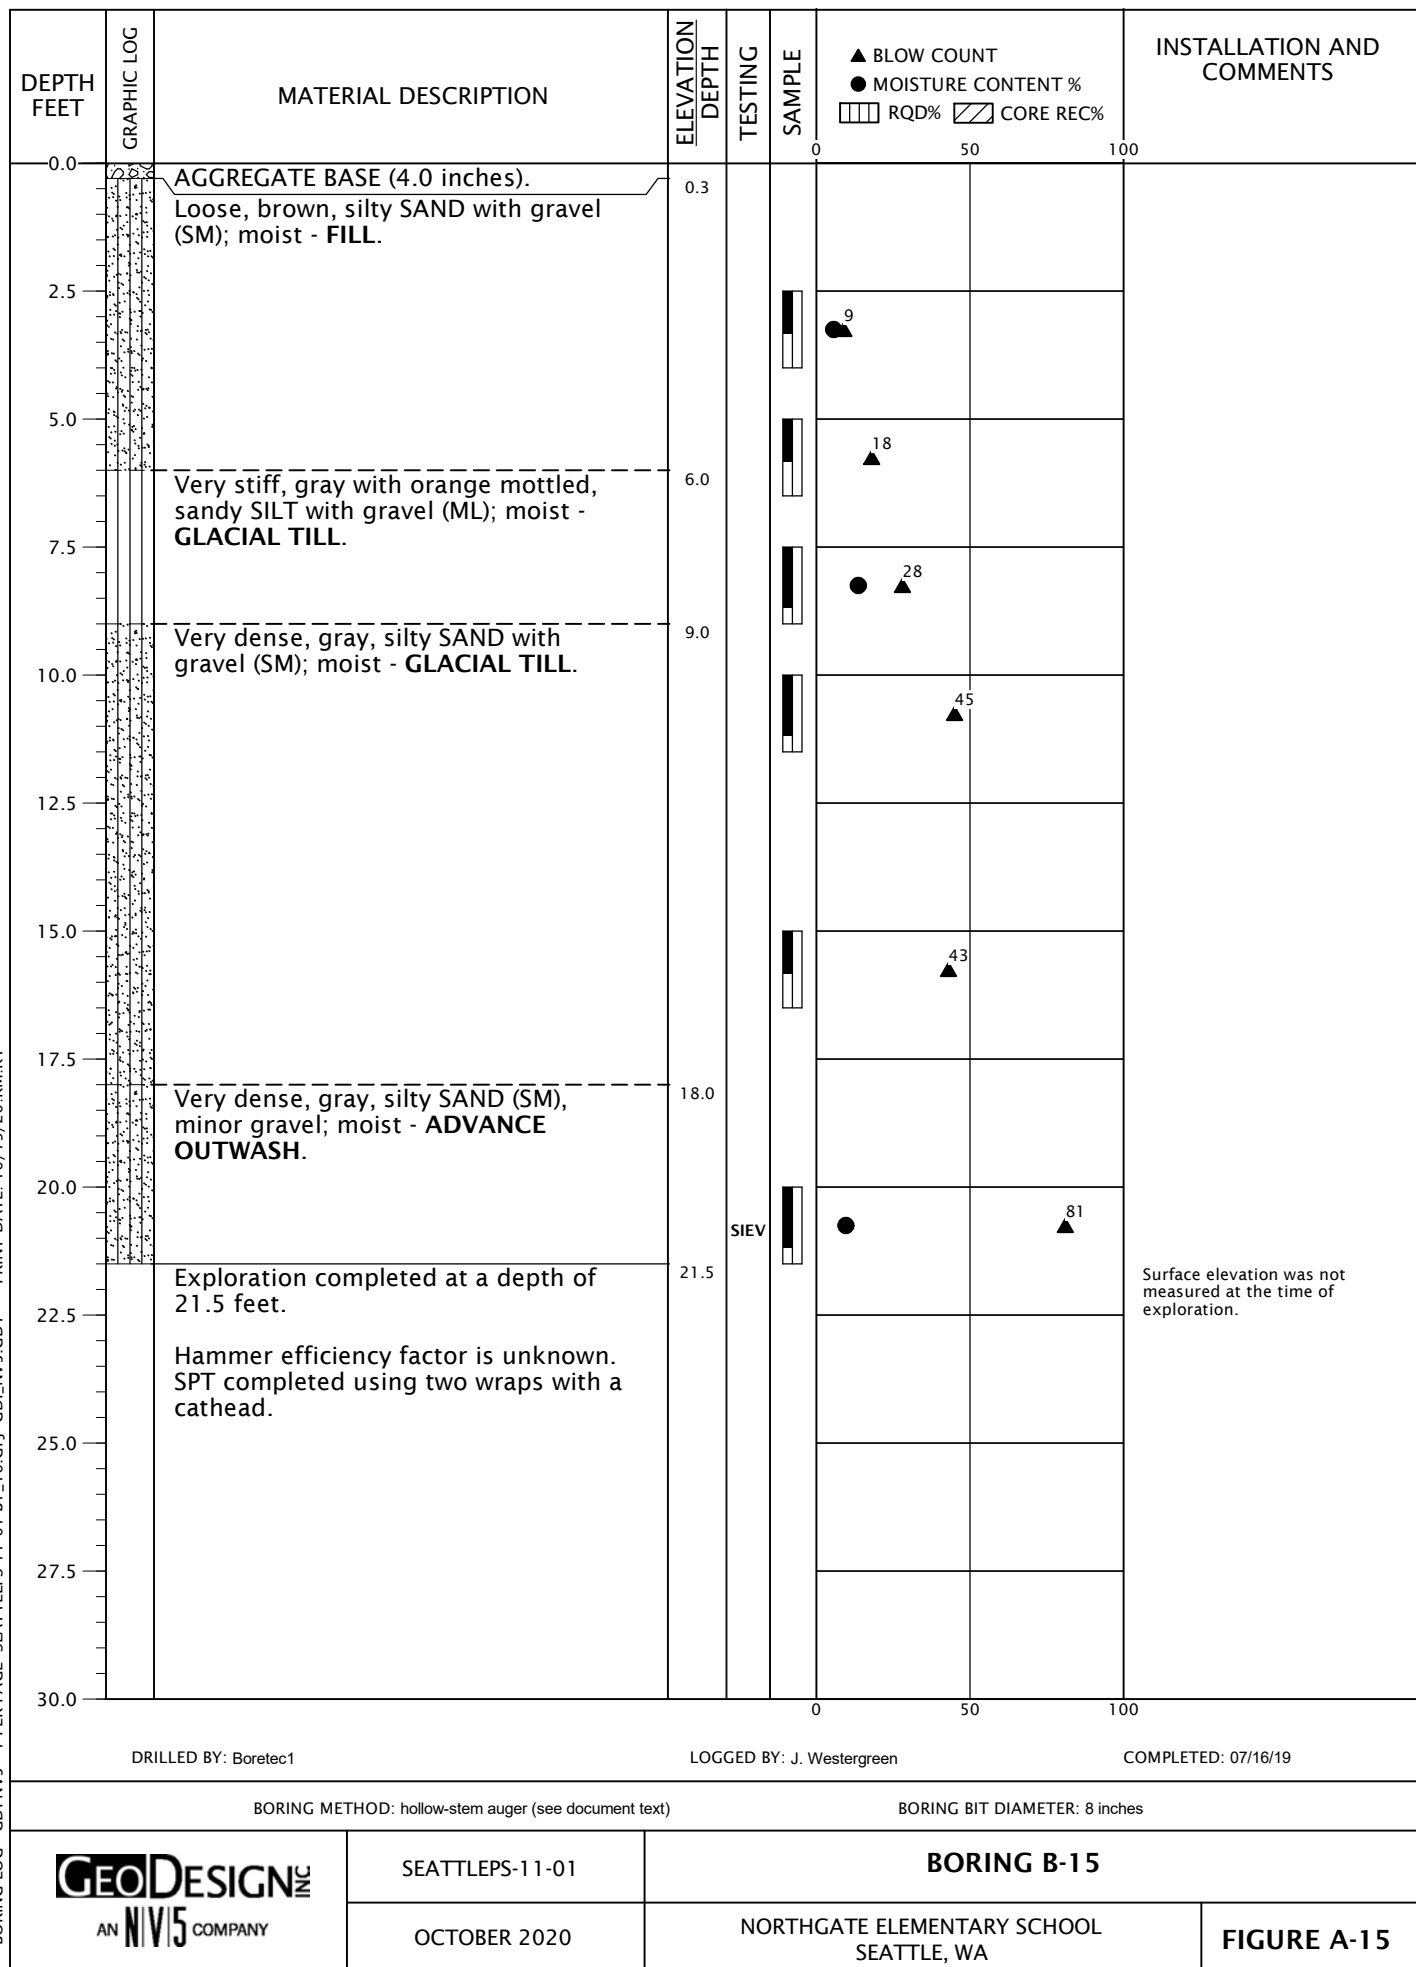 DEPTH
FEET
GRAPHIC LOG
MATERIAL DESCRIPTION
ELEVATION
DEPTH
TESTING
SAMPLE
▲ BLOW COUNT
● MOISTURE CONTENT %
RQD% CORE REC%
INSTALLATION AND
COMMENTS
0 50 100
0.0
AGGREGATE BASE (4.0 inches).
0.3
Loose, brown, silty SAND with gravel
(SM); moist - FILL.
2.5
9
5.0
18
6.0
Very stiff, gray with orange mottled,
sandy SILT with gravel (ML); moist -
GLACIAL TILL.
7.5
28
9.0
Very dense, gray, silty SAND with
gravel (SM); moist - GLACIAL TILL.
10.0
45
12.5
15.0
43
17.5
18.0
Very dense, gray, silty SAND (SM),
minor gravel; moist - ADVANCE
OUTWASH.
20.0
SIEV
81
21.5
Exploration completed at a depth of
21.5 feet.
Surface elevation was not
measured at the time of
exploration.
22.5
Hammer efficiency factor is unknown.
SPT completed using two wraps with a
cathead.
25.0
27.5
30.0
0 50 100
DRILLED BY: Boretec1
LOGGED BY: J. Westergreen
COMPLETED: 07/16/19
BORING METHOD: hollow-stem auger (see document text)
BORING BIT DIAMETER: 8 inches
GEODESIGN INC
AN NV5 COMPANY
SEATTLEPS-11-01
OCTOBER 2020
BORING B-15
NORTHGATE ELEMENTARY SCHOOL
SEATTLE, WA
FIGURE A-15